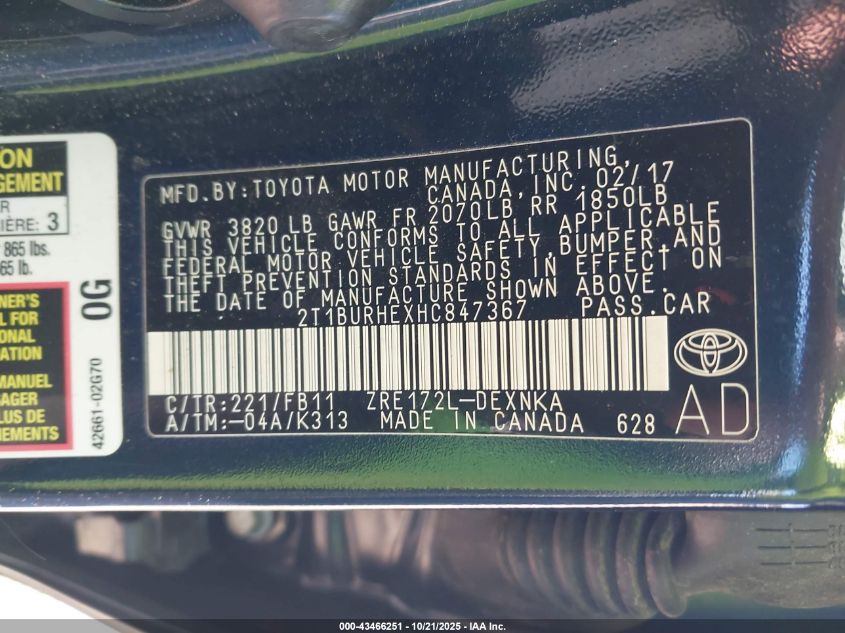 ON
GEMENT
R
IÈRE: 3
865 lbs.
65 lb.
NER'S
L FOR
ONAL
ATION
MANUEL
AGER
LUS DE
EMENTS
0G
42661-02G70
MFD.BY:TOYOTA MOTOR MANUFACTURING,
CANADA,INC. 02/17
GVWR 3820 LB GAWR FR 2070LB RR 1850LB
THIS VEHICLE CONFORMS TO ALL APPLICABLE
FEDERAL MOTOR VEHICLE SAFETY,BUMPER,AND
THEFT PREVENTION STANDARDS IN EFFECT ON
THE DATE OF MANUFACTURE SHOWN ABOVE.
2T1BURHEXHC847367 PASS.CAR
C/TR:221/FB11 ZRE172L-DEXNKA
A/TM:-04A/K313 MADE IN CANADA 628
AD
000-43466251 - 10/21/2025 - IAA Inc.